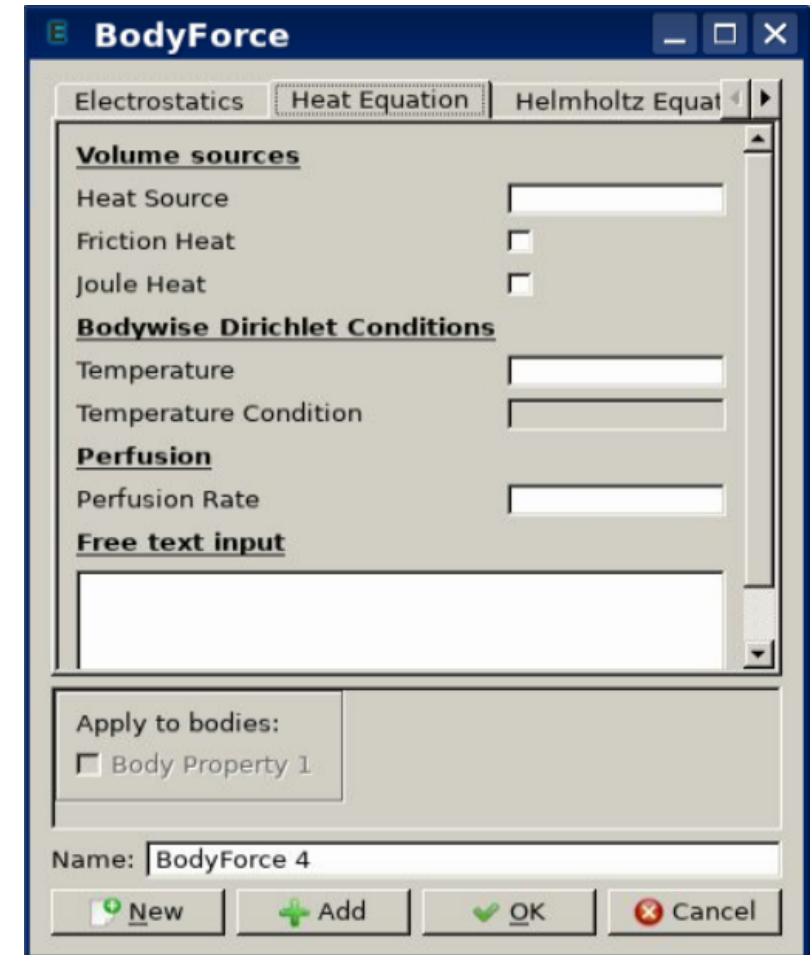 E BodyForce
Electrostatics Heat Equation Helmholtz Equat
Volume sources
Heat Source
Friction Heat
Joule Heat
Bodywise Dirichlet Conditions
Temperature
Temperature Condition
Perfusion
Perfusion Rate
Free text input
Apply to bodies:
Body Property 1
Name: BodyForce 4
New Add OK Cancel